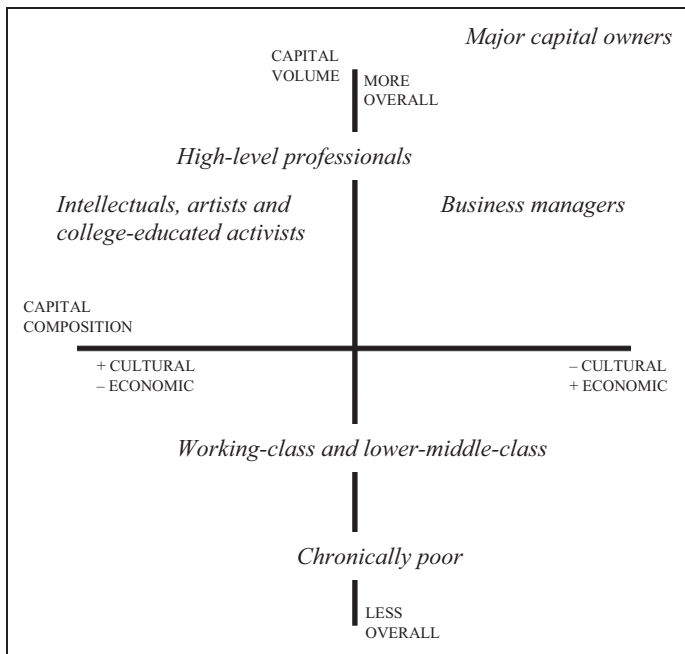 Major capital owners
CAPITAL
VOLUME
MORE
OVERALL
High-level professionals
Intellectuals, artists and
college-educated activists
Business managers
CAPITAL
COMPOSITION
+ CULTURAL
– ECONOMIC
– CULTURAL
+ ECONOMIC
Working-class and lower-middle-class
Chronically poor
LESS
OVERALL